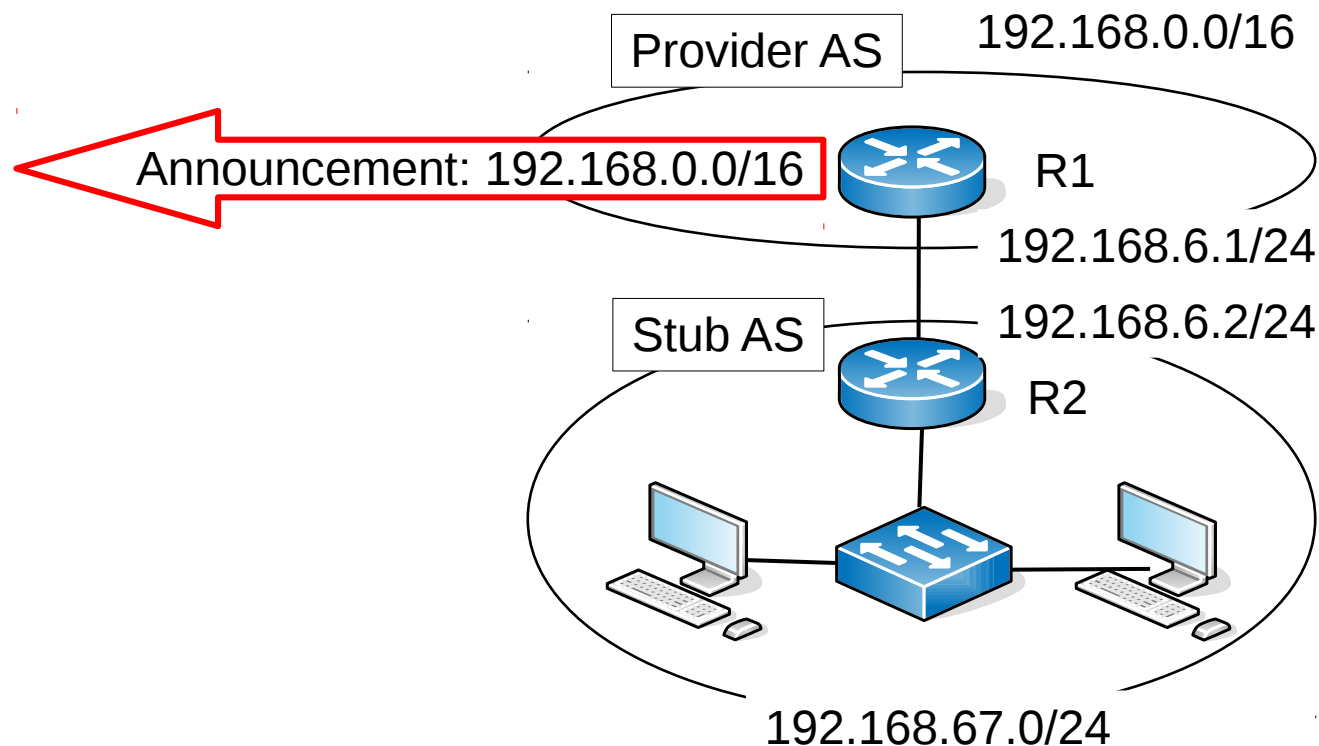 192.168.0.0/16
Provider AS
Announcement: 192.168.0.0/16
R1
192.168.6.1/24
192.168.6.2/24
Stub AS
R2
192.168.67.0/24